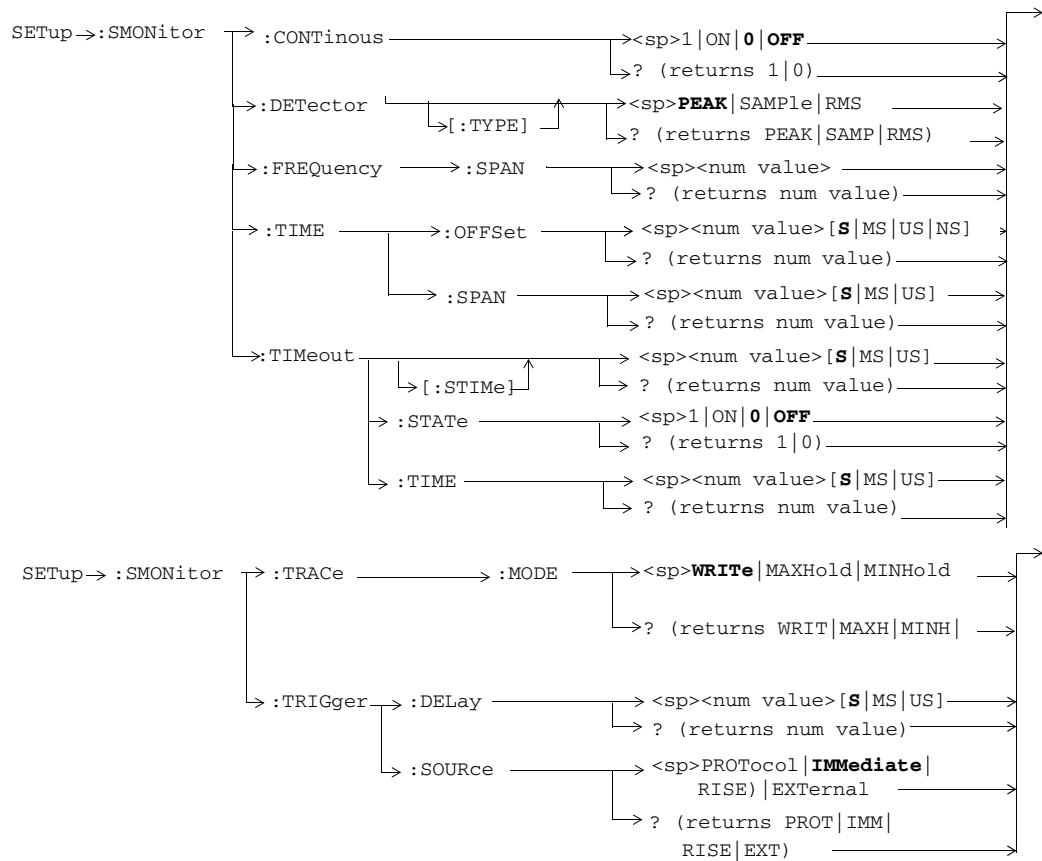 SETup :SMONitor :CONTinous <sp>1|ON|0|OFF
? (returns 1|0)
:DETector <sp>PEAK|SAMPle|RMS
[:TYPE] ? (returns PEAK|SAMP|RMS)
:FREQuency :SPAN <sp><num value>
? (returns num value)
:TIME :OFFSet <sp><num value>[S|MS|US|NS]
? (returns num value)
:SPAN <sp><num value>[S|MS|US]
? (returns num value)
:TIMeout <sp><num value>[S|MS|US]
[:STIMe] ? (returns num value)
:STATe <sp>1|ON|0|OFF
? (returns 1|0)
:TIME <sp><num value>[S|MS|US]
? (returns num value)
SETup :SMONitor :TRACe :MODE <sp>WRITe|MAXHold|MINHold
? (returns WRIT|MAXH|MINH|
:TRIGger :DELay <sp><num value>[S|MS|US]
? (returns num value)
:SOURce <sp>PROTocol|IMMediate|
RISE)|EXTernal
? (returns PROT|IMM|
RISE|EXT)